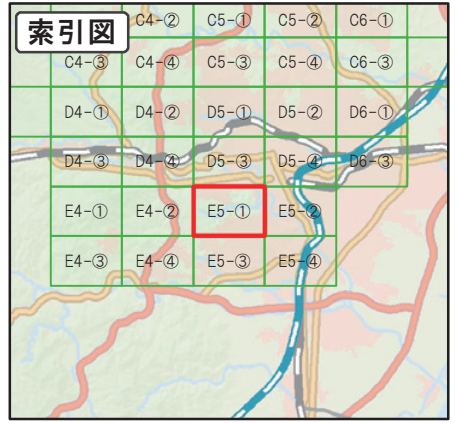 索引図
C4-② C5-① C5-② C6-①
C4-③ C4-④ C5-③ C5-④ C6-③
D4-① D4-② D5-① D5-② D6-①
D4-③ D4-④ D5-③ D5-④ D6-③
E4-① E4-② E5-① E5-②
E4-③ E4-④ E5-③ E5-④